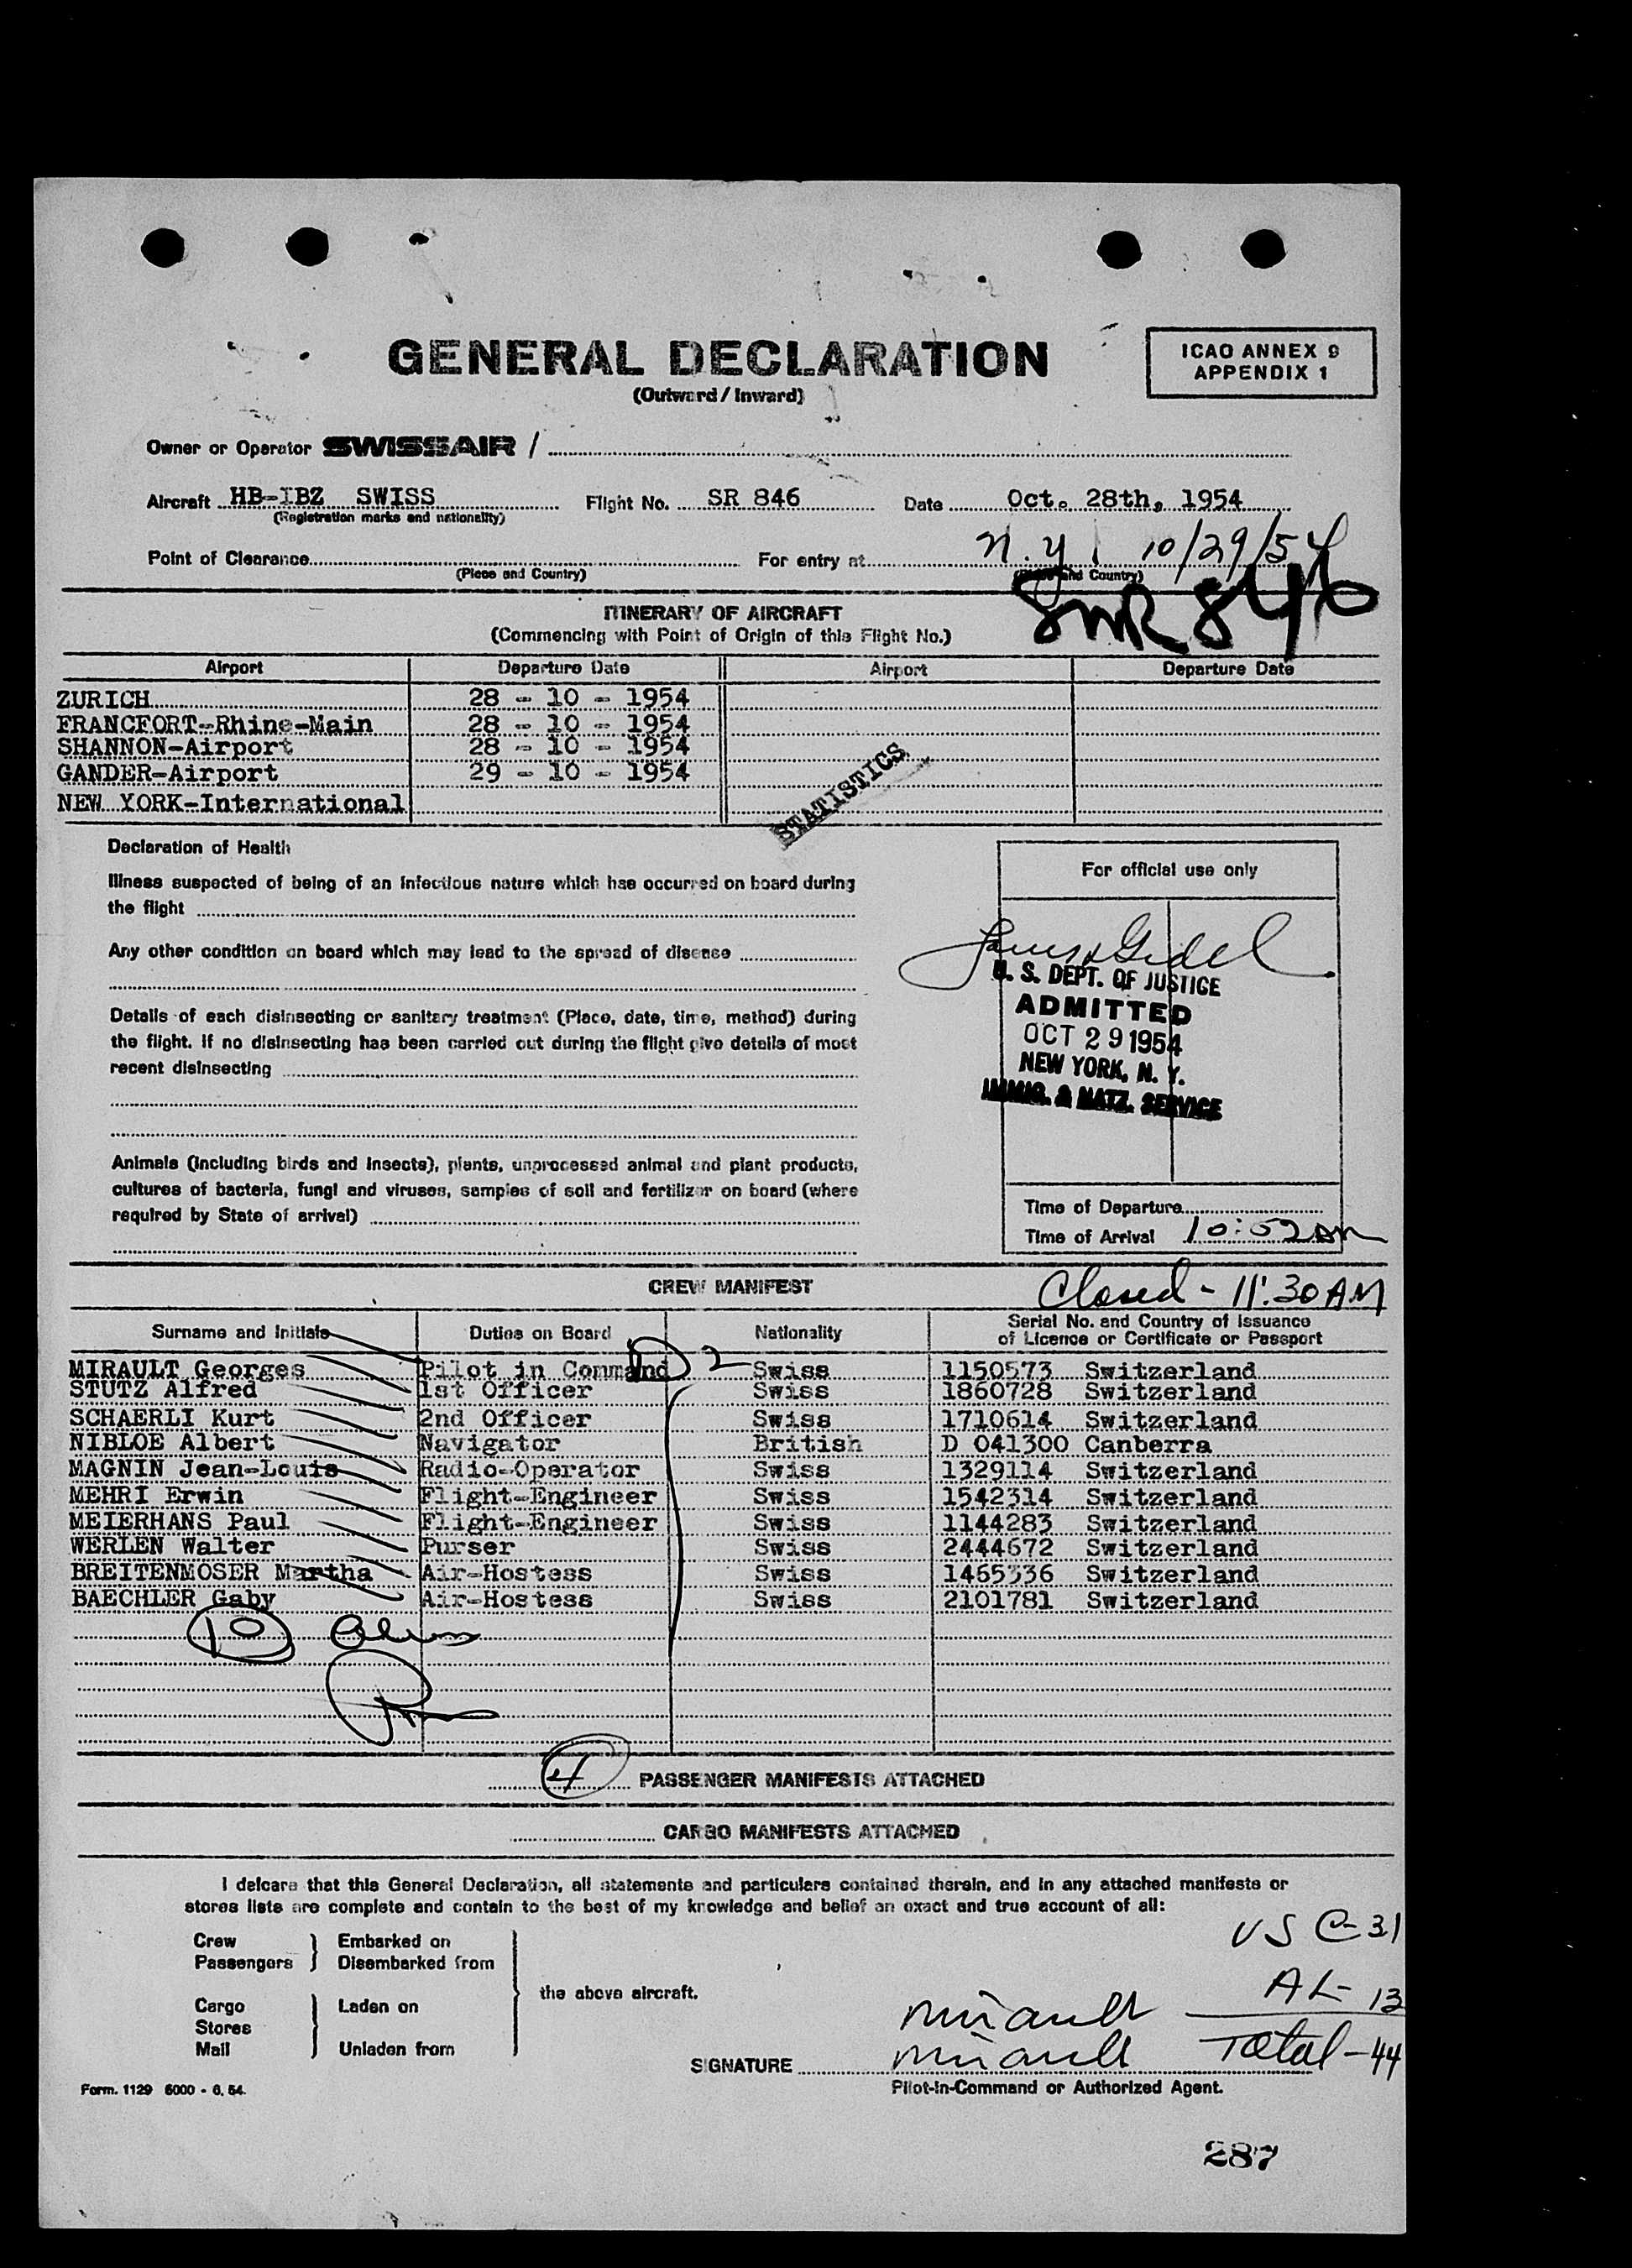 GENERAL DECLARATION
(Outward / Inward)
ICAO ANNEX 9
APPENDIX 1
Owner or Operator SWISSAIR /
Aircraft HB-IBZ SWISS Flight No. SR 846 Date Oct. 28th, 1954
(Registration marks and nationality)
Point of Clearance For entry at N.Y. 10/29/54
(Place and Country) (Place and Country)
SWR 846
ITINERARY OF AIRCRAFT
(Commencing with Point of Origin of this Flight No.)
Airport Departure Date Airport Departure Date
ZURICH 28 - 10 - 1954
FRANCFORT-Rhine-Main 28 - 10 - 1954
SHANNON-Airport 28 - 10 - 1954
GANDER-Airport 29 - 10 - 1954
NEW YORK-International
STATISTICS
Declaration of Health
Illness suspected of being of an infectious nature which has occurred on board during
the flight
Any other condition on board which may lead to the spread of disease
Details of each disinsecting or sanitary treatment (Place, date, time, method) during
the flight. If no disinsecting has been carried out during the flight give details of most
recent disinsecting
Animals (including birds and insects), plants, unprocessed animal and plant products,
cultures of bacteria, fungi and viruses, samples of soil and fertilizer on board (where
required by State of arrival)
For official use only
U. S. DEPT. OF JUSTICE
ADMITTED
OCT 29 1954
NEW YORK, N. Y.
IMMIG. & NATZ. SERVICE
Time of Departure
Time of Arrival 10:52 AM
CREW MANIFEST
Closed - 11:30 AM
Surname and Initials Duties on Board Nationality Serial No. and Country of Issuance
of Licence or Certificate or Passport
MIRAULT Georges Pilot in Command 2 Swiss 1150573 Switzerland
STUTZ Alfred 1st Officer Swiss 1860728 Switzerland
SCHAERLI Kurt 2nd Officer Swiss 1710614 Switzerland
NIBLOE Albert Navigator British D 041300 Canberra
MAGNIN Jean-Louis Radio-Operator Swiss 1329114 Switzerland
MEHRI Erwin Flight-Engineer Swiss 1542314 Switzerland
MEIERHANS Paul Flight-Engineer Swiss 1144283 Switzerland
WERLEN Walter Purser Swiss 2444672 Switzerland
BREITENMOSER Martha Air-Hostess Swiss 1465336 Switzerland
BAECHLER Gaby Air-Hostess Swiss 2101781 Switzerland
10
4 PASSENGER MANIFESTS ATTACHED
CARGO MANIFESTS ATTACHED
I delcare that this General Declaration, all statements and particulars contained therein, and in any attached manifests or
stores lists are complete and contain to the best of my knowledge and belief an exact and true account of all:
Crew Embarked on
Passengers Disembarked from
the above aircraft.
Cargo Laden on
Stores
Mail Unladen from
USC-31
AL-13
Total-44
Mirault
SIGNATURE Mirault
Pilot-in-Command or Authorized Agent.
Form. 1129 5000 - 6. 54.
287